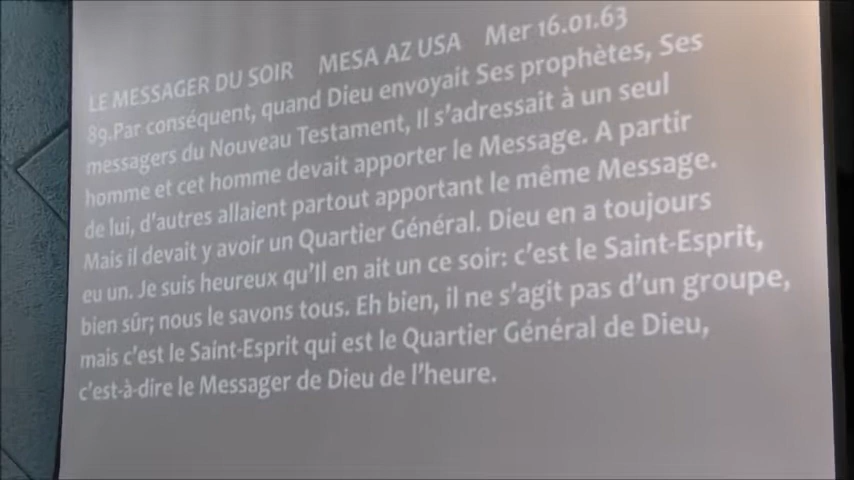 LE MESSAGER DU SOIR MESA AZ USA Mer 16.01.63
89.Par conséquent, quand Dieu envoyait Ses prophètes, Ses
messagers du Nouveau Testament, Il s'adressait à un seul
homme et cet homme devait apporter le Message. A partir
de lui, d'autres allaient partout apportant le même Message.
Mais il devait y avoir un Quartier Général. Dieu en a toujours
eu un. Je suis heureux qu'Il en ait un ce soir: c'est le Saint-Esprit,
bien sûr; nous le savons tous. Eh bien, il ne s'agit pas d'un groupe,
mais c'est le Saint-Esprit qui est le Quartier Général de Dieu,
c'est-à-dire le Messager de Dieu de l'heure.